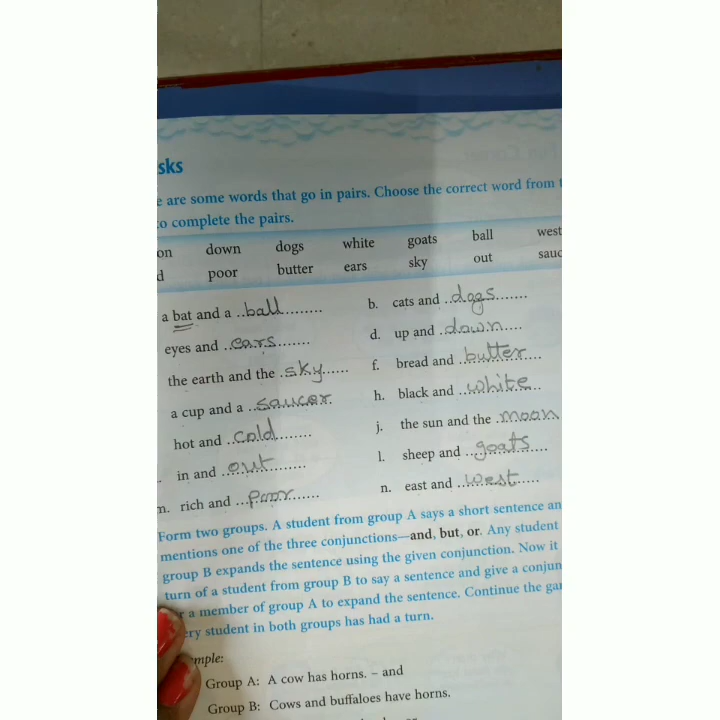 sks
e are some words that go in pairs. Choose the correct word from t
to complete the pairs.
on down dogs white goats ball west
d poor butter ears sky out sauc
a bat and a ..ball.........
b. cats and ..dogs.......
eyes and ..ears........
d. up and ..down....
the earth and the .sky......
f. bread and .butter...
a cup and a ..saucer.
h. black and ..white..
hot and ..cold........
j. the sun and the .moon
in and ..out.........
l. sheep and ..goats....
m. rich and ...poor......
n. east and ..west.....
Form two groups. A student from group A says a short sentence an
mentions one of the three conjunctions—and, but, or. Any student
group B expands the sentence using the given conjunction. Now it
turn of a student from group B to say a sentence and give a conjun
r a member of group A to expand the sentence. Continue the gar
ery student in both groups has had a turn.
mple:
Group A: A cow has horns. – and
Group B: Cows and buffaloes have horns.